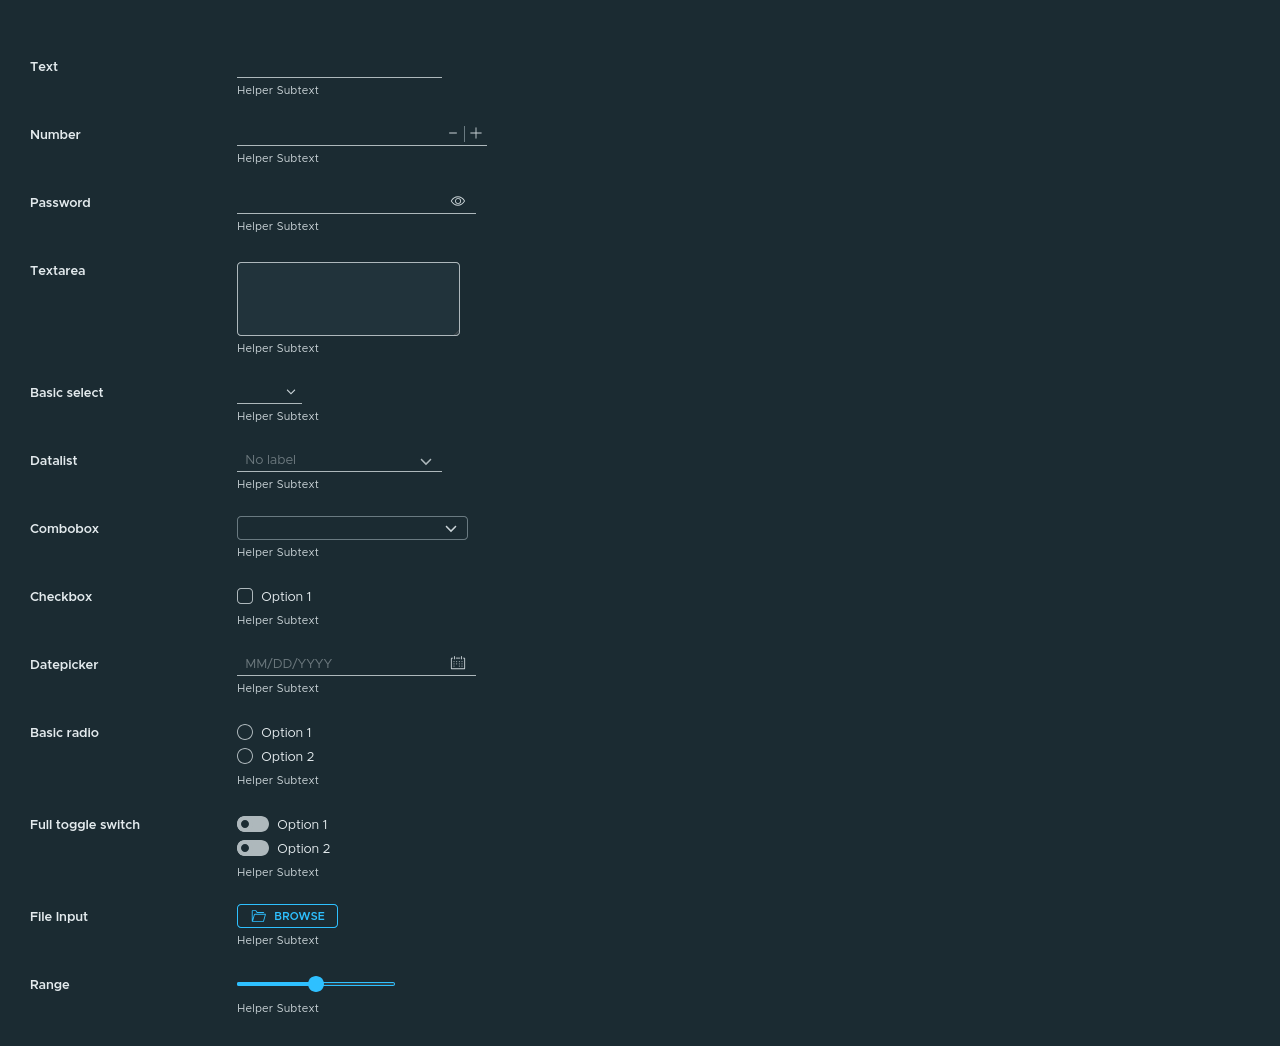 Text
Helper Subtext
Number
Helper Subtext
Password
Helper Subtext
Textarea
Helper Subtext
Basic select
Helper Subtext
Datalist
No label
Helper Subtext
Combobox
Helper Subtext
Checkbox
Option 1
Helper Subtext
Datepicker
MM/DD/YYYY
Helper Subtext
Basic radio
Option 1
Option 2
Helper Subtext
Full toggle switch
Option 1
Option 2
Helper Subtext
File Input
BROWSE
Helper Subtext
Range
Helper Subtext